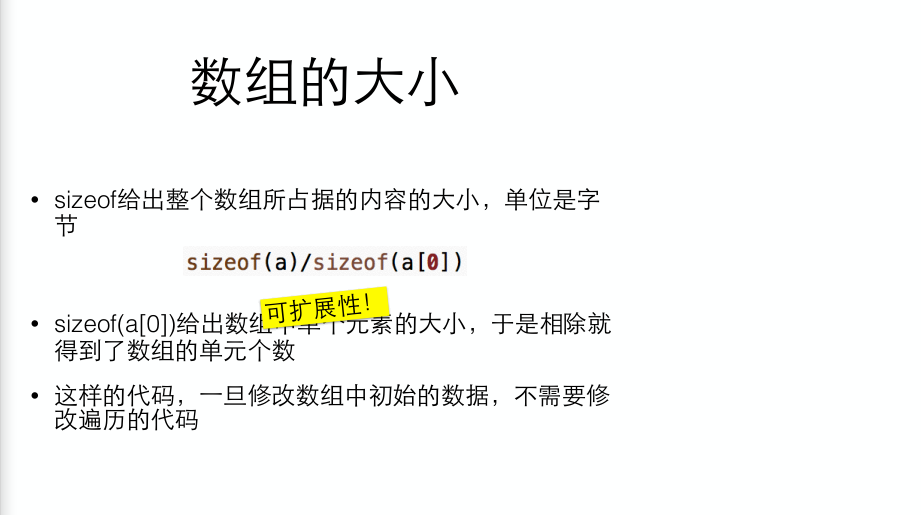 数组的大小
• sizeof给出整个数组所占据的内容的大小，单位是字
节
sizeof(a)/sizeof(a[0])
可扩展性！
• sizeof(a[0])给出数组中单个元素的大小，于是相除就
得到了数组的单元个数
• 这样的代码，一旦修改数组中初始的数据，不需要修
改遍历的代码